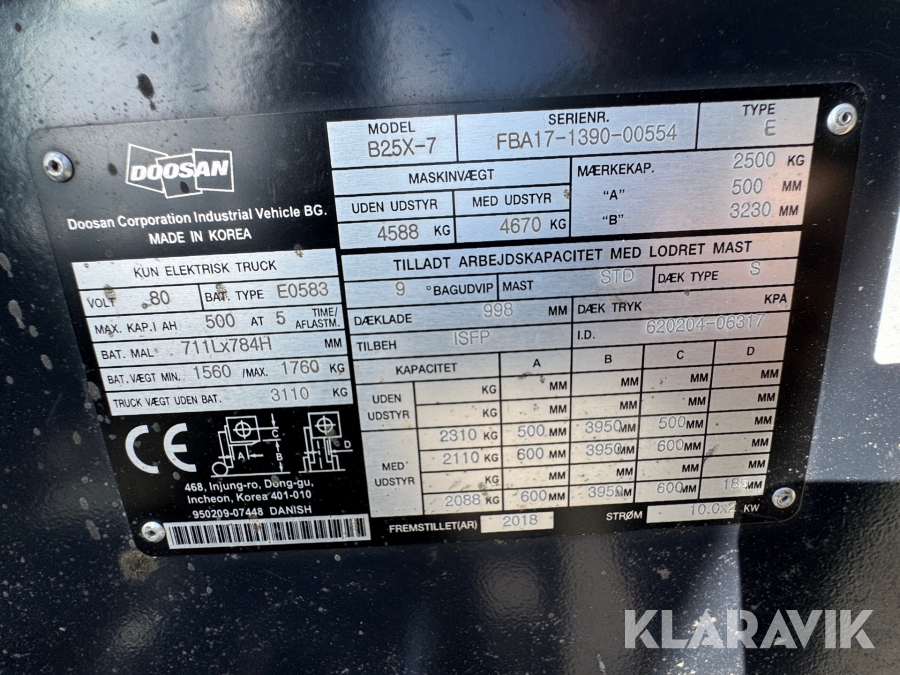 DOOSAN
Doosan Corporation Industrial Vehicle BG.
MADE IN KOREA
MODEL
B25X-7
SERIENR.
FBA17-1390-00554
TYPE
E
MASKINVÆGT
UDEN UDSTYR
MED UDSTYR
4588 KG
4670 KG
MÆRKEKAP. 2500 KG
"A" 500 MM
"B" 3230 MM
KUN ELEKTRISK TRUCK
VOLT 80 BAT. TYPE E0583
MAX. KAP.I AH 500 AT 5 TIME/AFLASTM.
BAT. MAL 711Lx784H MM
BAT.VÆGT MIN. 1560 /MAX. 1760 KG
TRUCK VÆGT UDEN BAT. 3110 KG
TILLADT ARBEJDSKAPACITET MED LODRET MAST
9 °BAGUDVIP MAST STD DÆK TYPE S
DÆKLADE 998 MM DÆK TRYK KPA
TILBEH ISFP I.D. 620204-06317
KAPACITET A B C D
UDEN UDSTYR
KG MM MM MM MM
KG MM MM MM MM
MED UDSTYR
2310 KG 500 MM 3950 MM 500 MM MM
2110 KG 600 MM 3950 MM 600 MM MM
2088 KG 600 MM 3950 MM 600 MM MM
FREMSTILLET(AR) 2018 STRØM KW
CE
A
B
C
D
468, Injung-ro, Dong-gu,
Incheon, Korea 401-010
950209-07448 DANISH
KLARAVIK